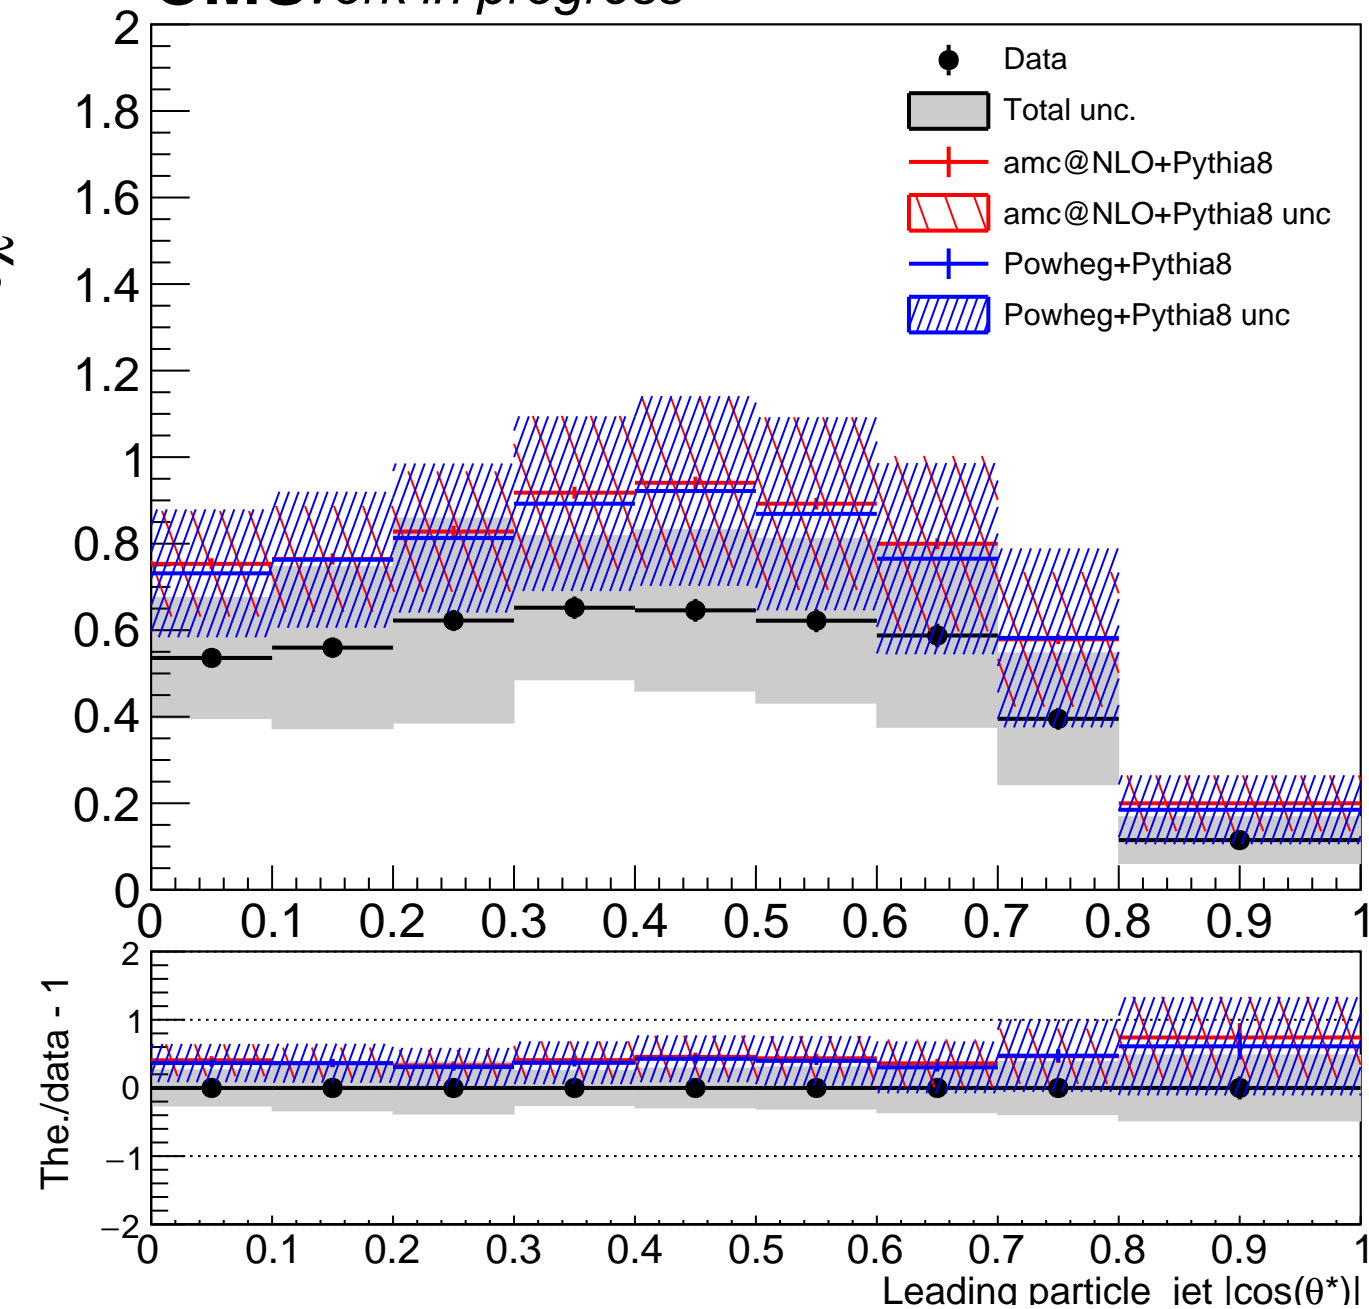 CMS Work in progress
2
1.8
1.6
1.4
1.2
1
0.8
0.6
0.4
0.2
0
Data
Total unc.
amc@NLO+Pythia8
amc@NLO+Pythia8 unc
Powheg+Pythia8
Powheg+Pythia8 unc
0 0.1 0.2 0.3 0.4 0.5 0.6 0.7 0.8 0.9 1
The./data - 1
2
1
0
−1
−2
0 0.1 0.2 0.3 0.4 0.5 0.6 0.7 0.8 0.9 1
Leading particle jet |cos(θ*)|